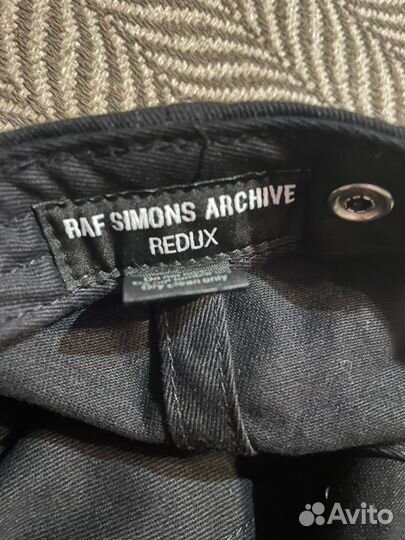 RAF SIMONS ARCHIVE
REDUX
Dry clean only
Avito